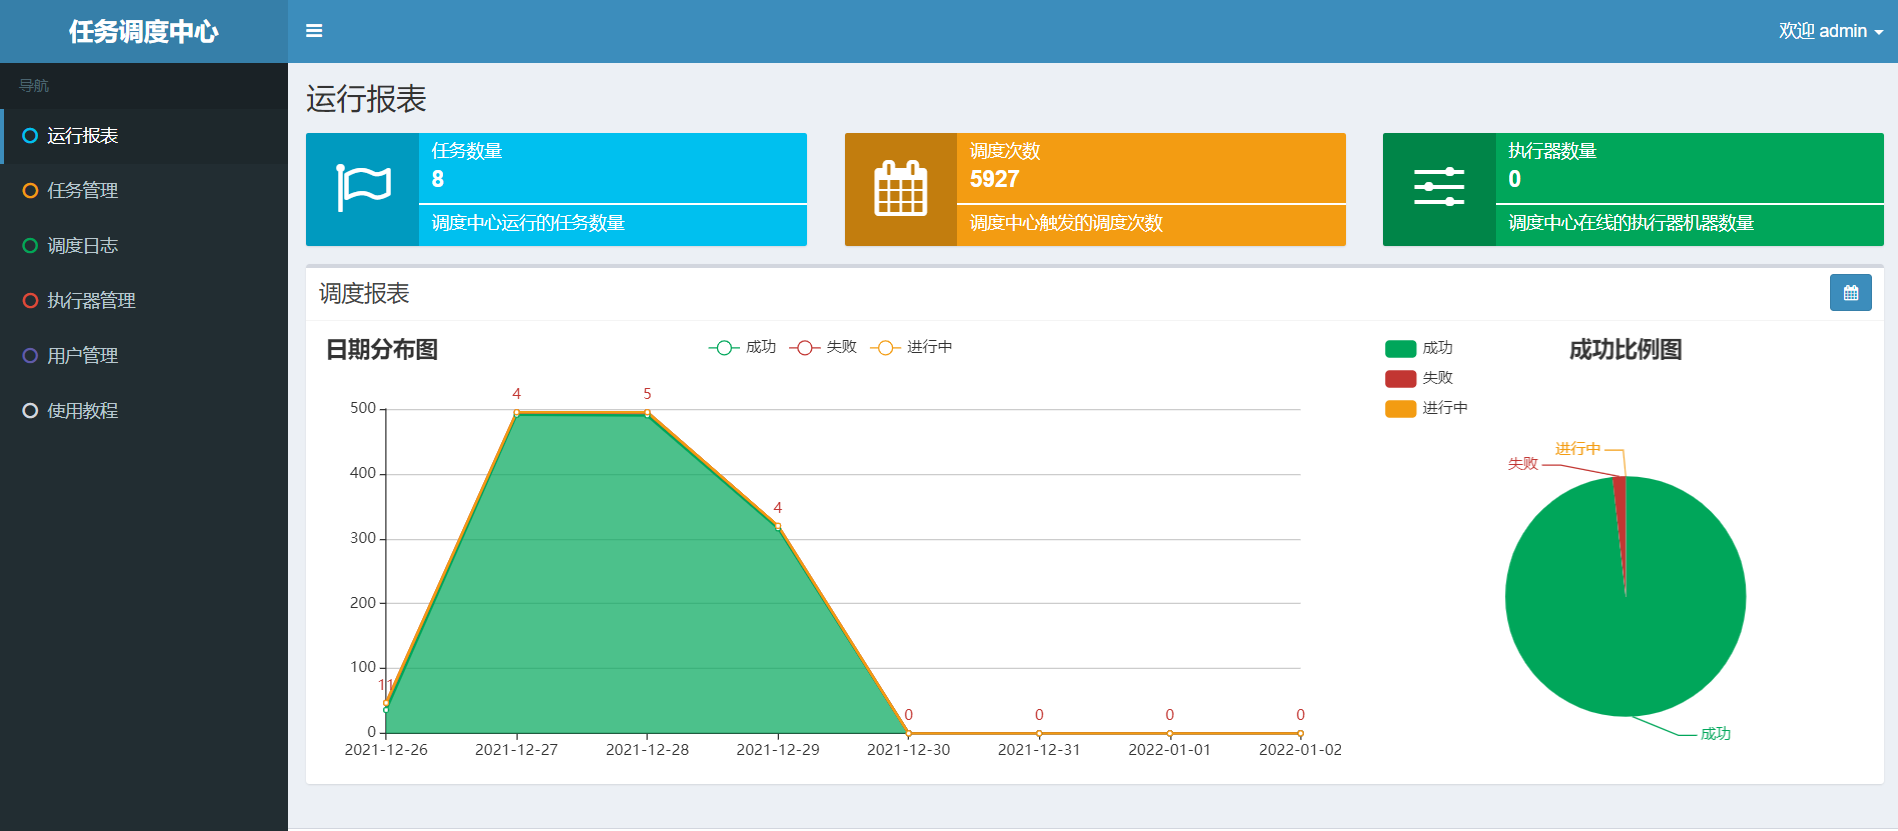 任务调度中心
欢迎 admin
导航
运行报表
任务管理
调度日志
执行器管理
用户管理
使用教程
运行报表
任务数量
8
调度中心运行的任务数量
调度次数
5927
调度中心触发的调度次数
执行器数量
0
调度中心在线的执行器机器数量
调度报表
日期分布图
成功 失败 进行中
4 5
500
400
4
300
200
100
11
0 0 0 0
0
2021-12-26 2021-12-27 2021-12-28 2021-12-29 2021-12-30 2021-12-31 2022-01-01 2022-01-02
成功比例图
成功
失败
进行中
进行中
失败
成功